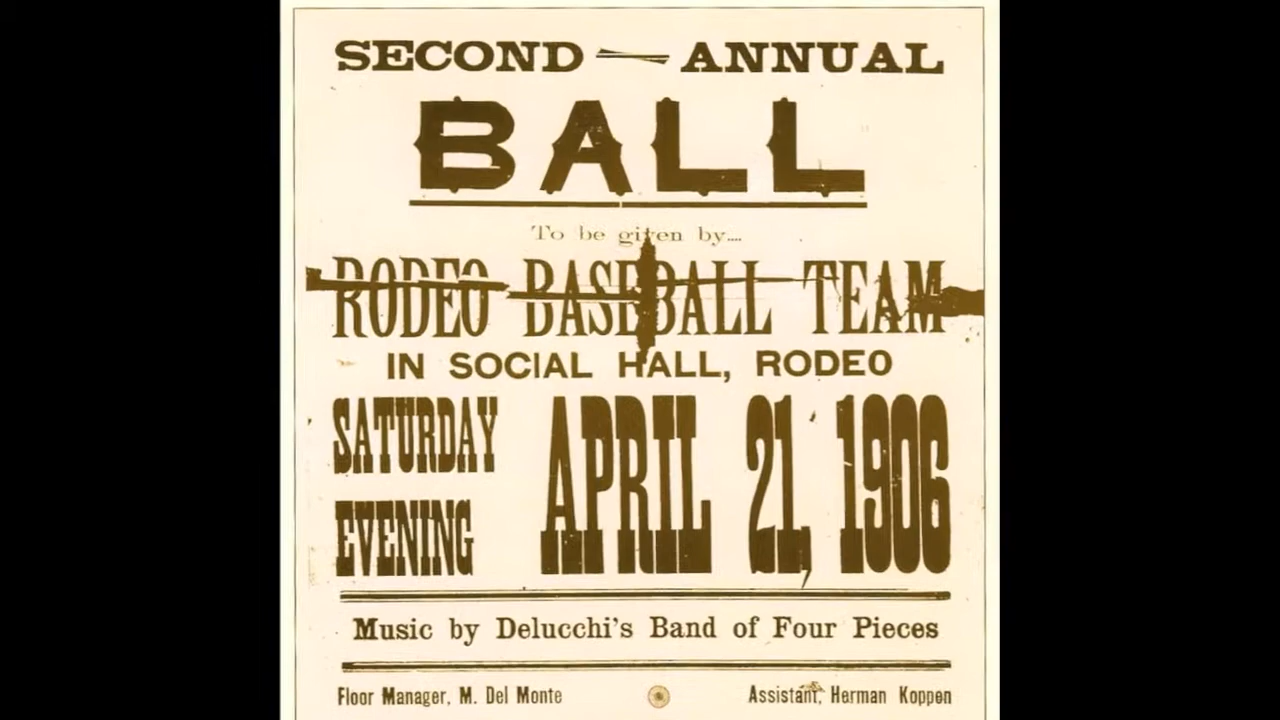 SECOND — ANNUAL
BALL
To be given by....
RODEO BASEBALL TEAM
IN SOCIAL HALL, RODEO
SATURDAY EVENING APRIL 21, 1906
Music by Delucchi's Band of Four Pieces
Floor Manager, M. Del Monte Assistant, Herman Koppen